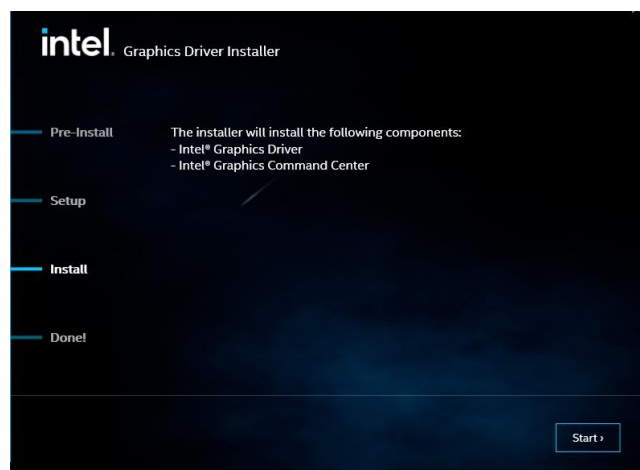 intel. Graphics Driver Installer
Pre-Install
The installer will install the following components:
- Intel® Graphics Driver
- Intel® Graphics Command Center
Setup
Install
Done!
Start ›